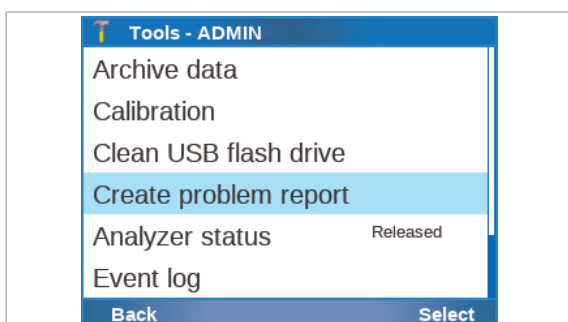 Tools - ADMIN
Archive data
Calibration
Clean USB flash drive
Create problem report
Analyzer status Released
Event log
Back Select